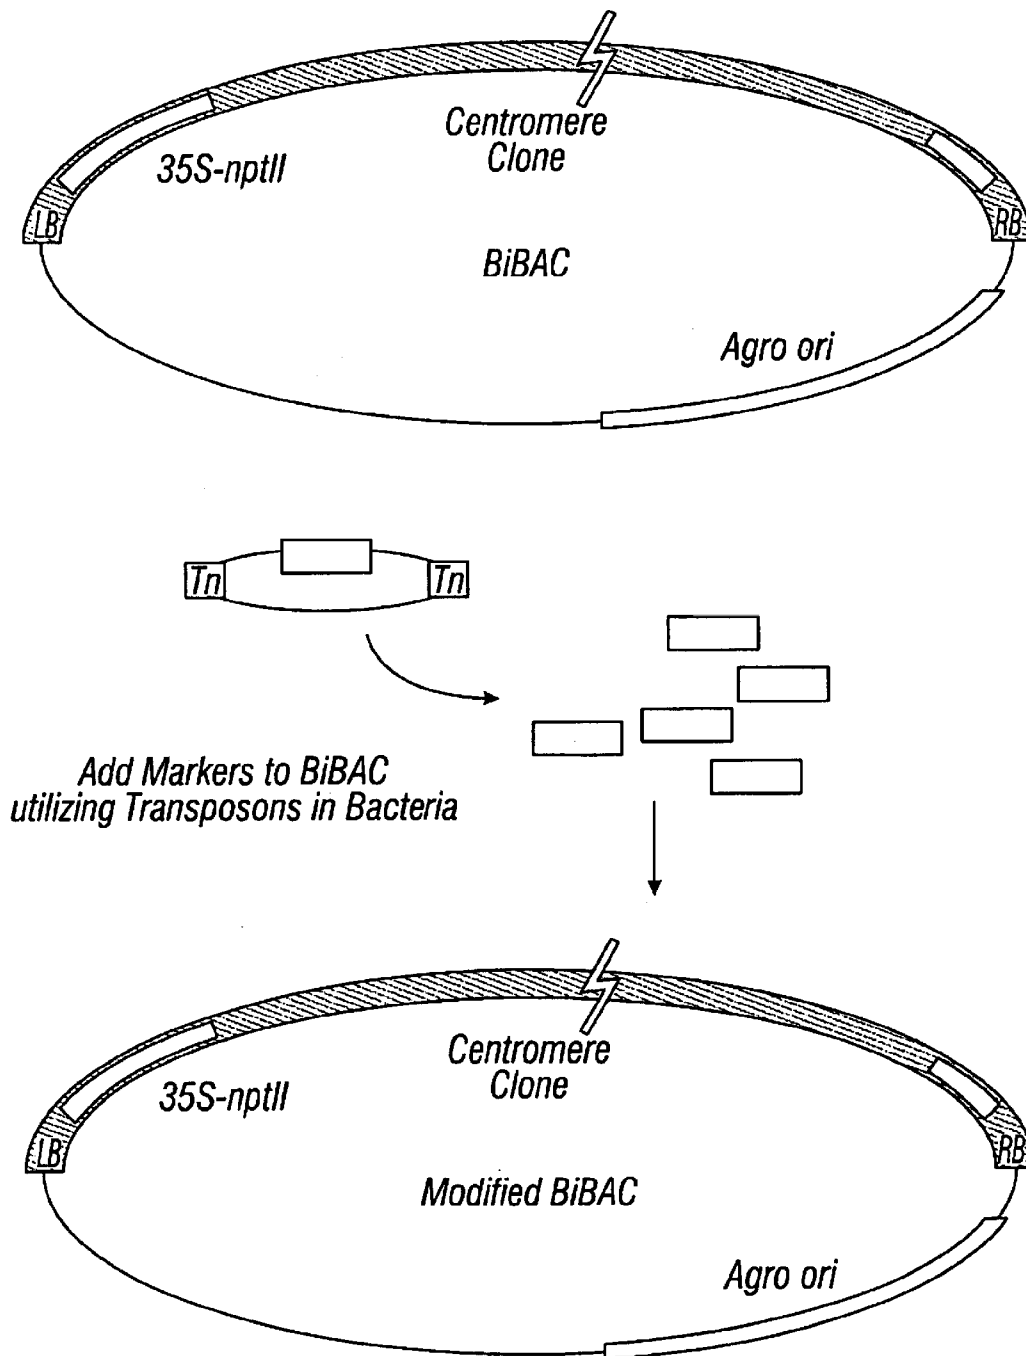 Centromere
Clone
35S-nptII
LB
RB
BiBAC
Agro ori
Tn
Tn
Add Markers to BiBAC
utilizing Transposons in Bacteria
Centromere
Clone
35S-nptII
LB
RB
Modified BiBAC
Agro ori